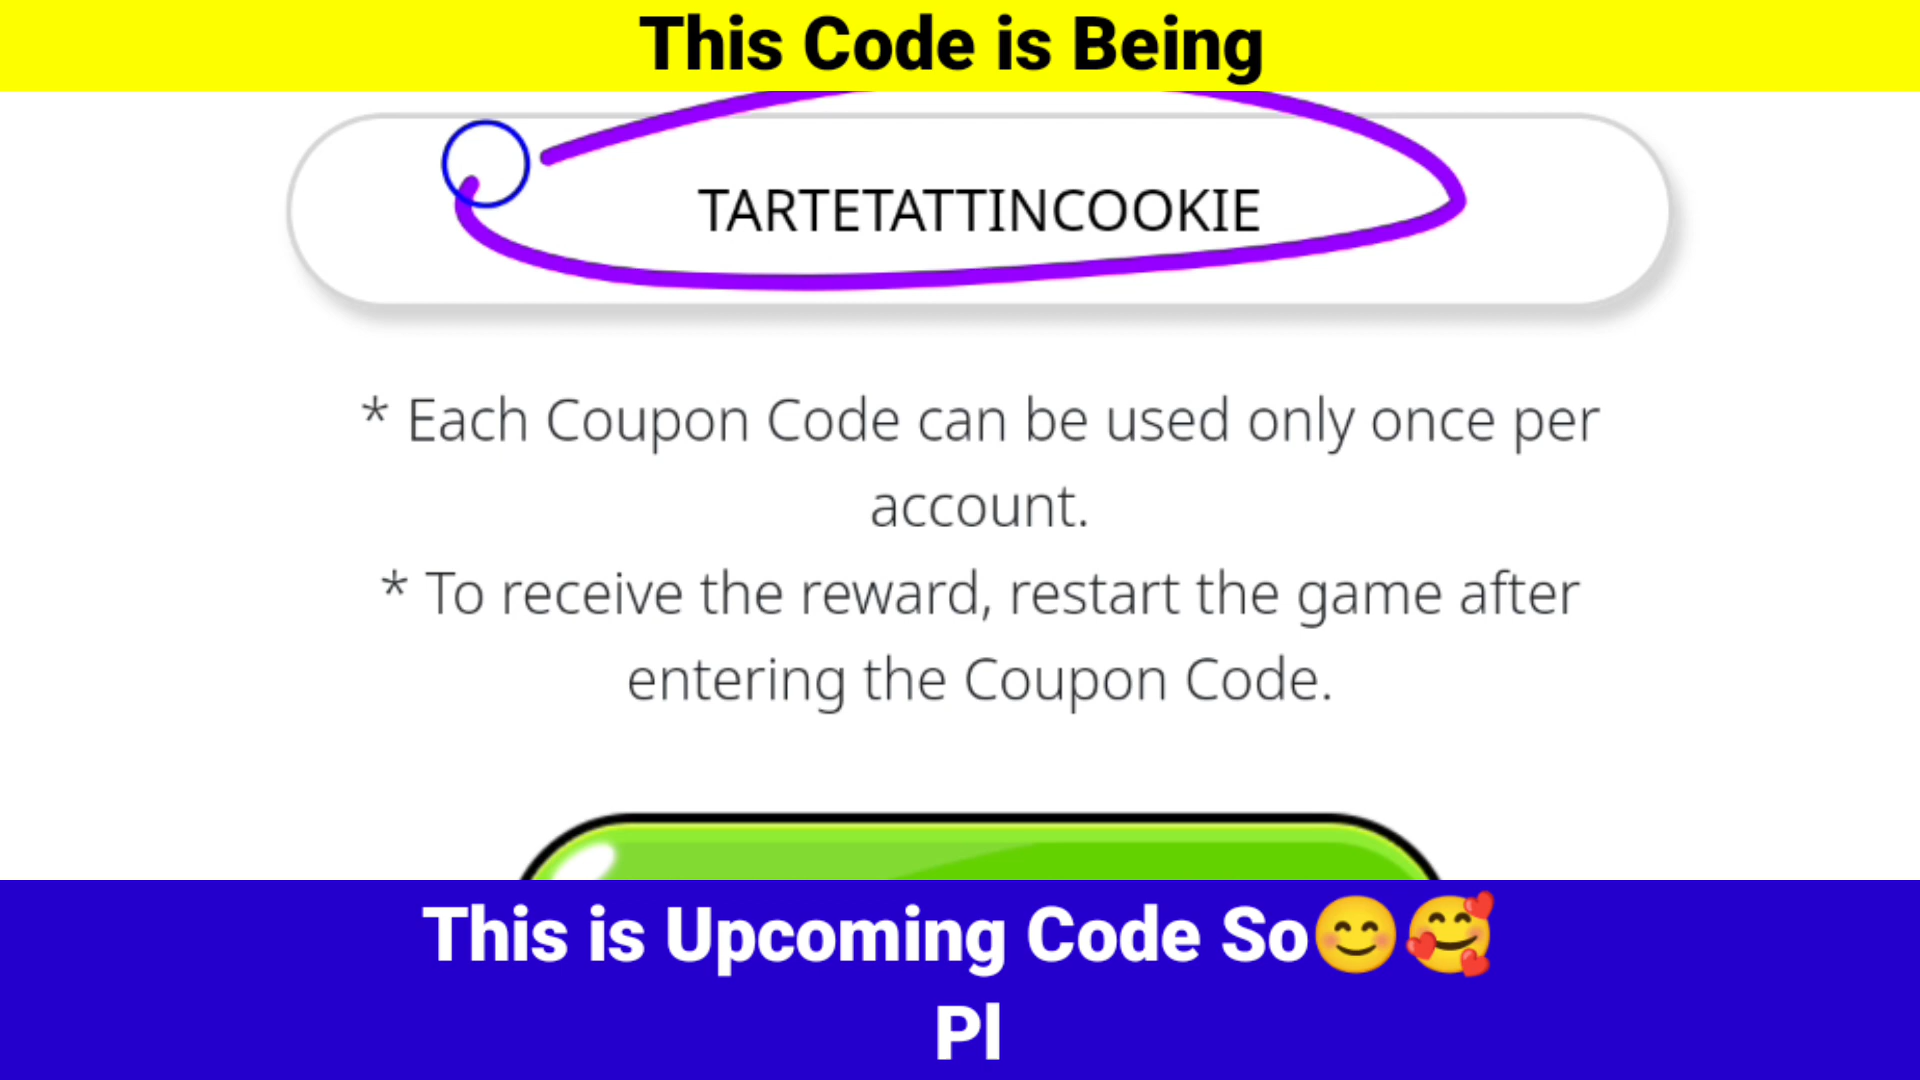 This Code is Being
TARTETATTINCOOKIE
* Each Coupon Code can be used only once per
account.
* To receive the reward, restart the game after
entering the Coupon Code.
This is Upcoming Code So😊🥰
Pl